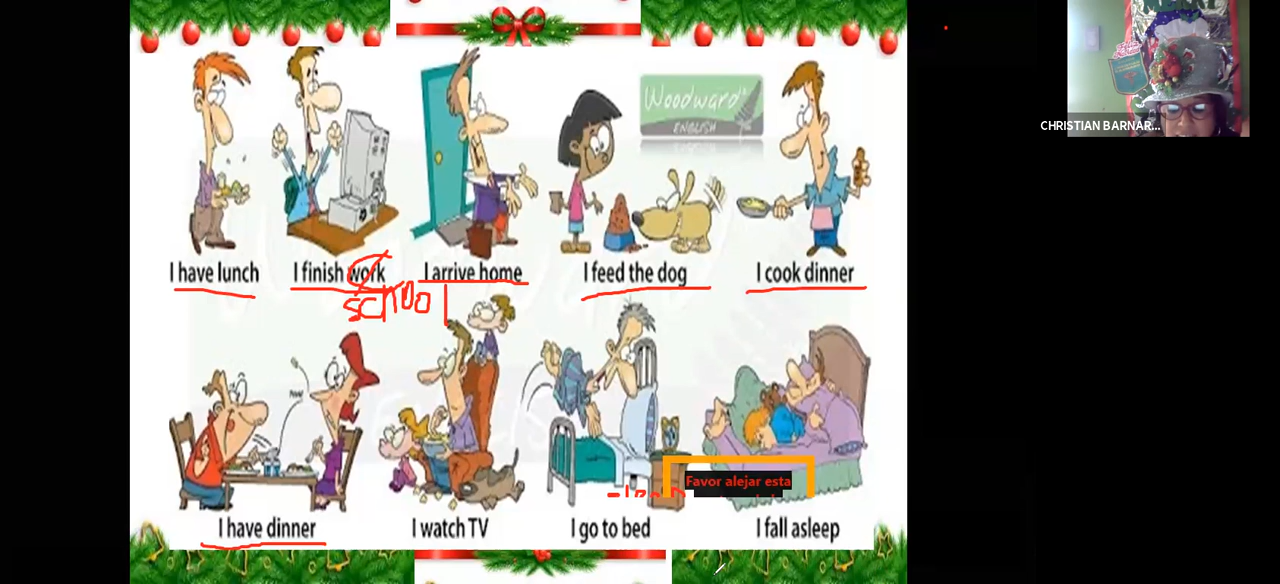 Woodward®
ENGLISH
CHRISTIAN BARNAR...
I have lunch
I finish work
I arrive home
I feed the dog
I cook dinner
school
Favor alejar esta
I have dinner
I watch TV
I go to bed
I fall asleep